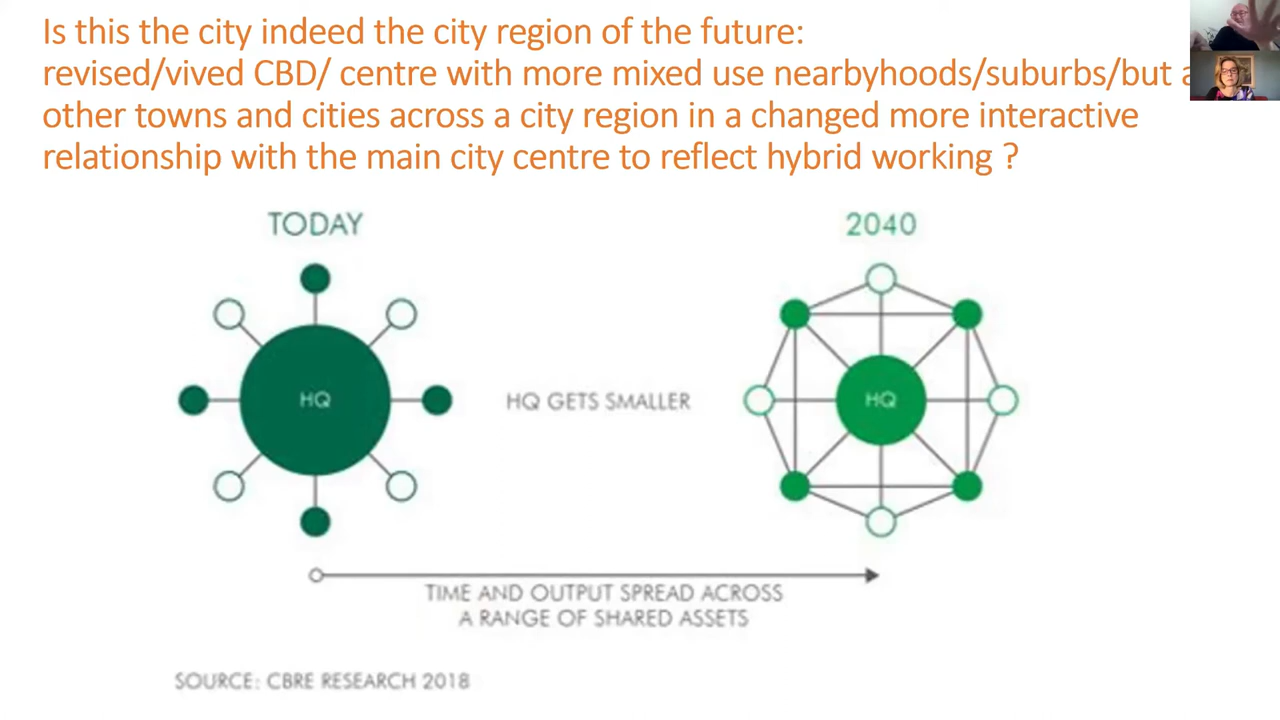 Is this the city indeed the city region of the future:
revised/vived CBD/ centre with more mixed use nearbyhoods/suburbs/but
other towns and cities across a city region in a changed more interactive
relationship with the main city centre to reflect hybrid working ?
TODAY
2040
HQ
HQ GETS SMALLER
HQ
TIME AND OUTPUT SPREAD ACROSS
A RANGE OF SHARED ASSETS
SOURCE: CBRE RESEARCH 2018